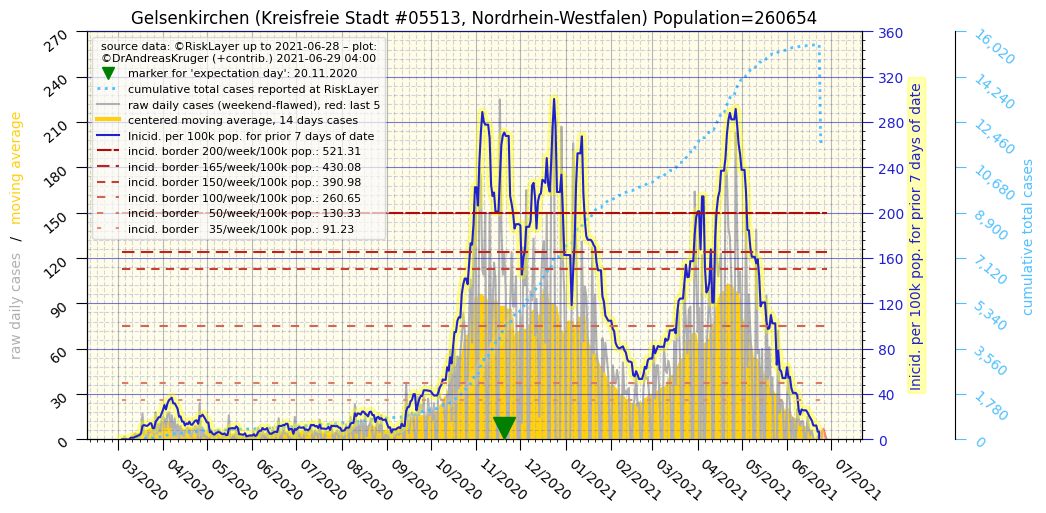 Gelsenkirchen (Kreisfreie Stadt #05513, Nordrhein-Westfalen) Population=260654
source data: ©RiskLayer up to 2021-06-28 – plot:
©DrAndreasKruger (+contrib.) 2021-06-29 04:00
marker for 'expectation day': 20.11.2020
cumulative total cases reported at RiskLayer
raw daily cases (weekend-flawed), red: last 5
centered moving average, 14 days cases
Inicid. per 100k pop. for prior 7 days of date
incid. border 200/week/100k pop.: 521.31
incid. border 165/week/100k pop.: 430.08
incid. border 150/week/100k pop.: 390.98
incid. border 100/week/100k pop.: 260.65
incid. border   50/week/100k pop.: 130.33
incid. border   35/week/100k pop.: 91.23
raw daily cases / moving average
270
240
210
180
150
120
90
60
30
0
03/2020
04/2020
05/2020
06/2020
07/2020
08/2020
09/2020
10/2020
11/2020
12/2020
01/2021
02/2021
03/2021
04/2021
05/2021
06/2021
07/2021
360
320
280
240
200
160
120
80
40
0
Inicid. per 100k pop. for prior 7 days of date
16,020
14,240
12,460
10,680
8,900
7,120
5,340
3,560
1,780
0
cumulative total cases